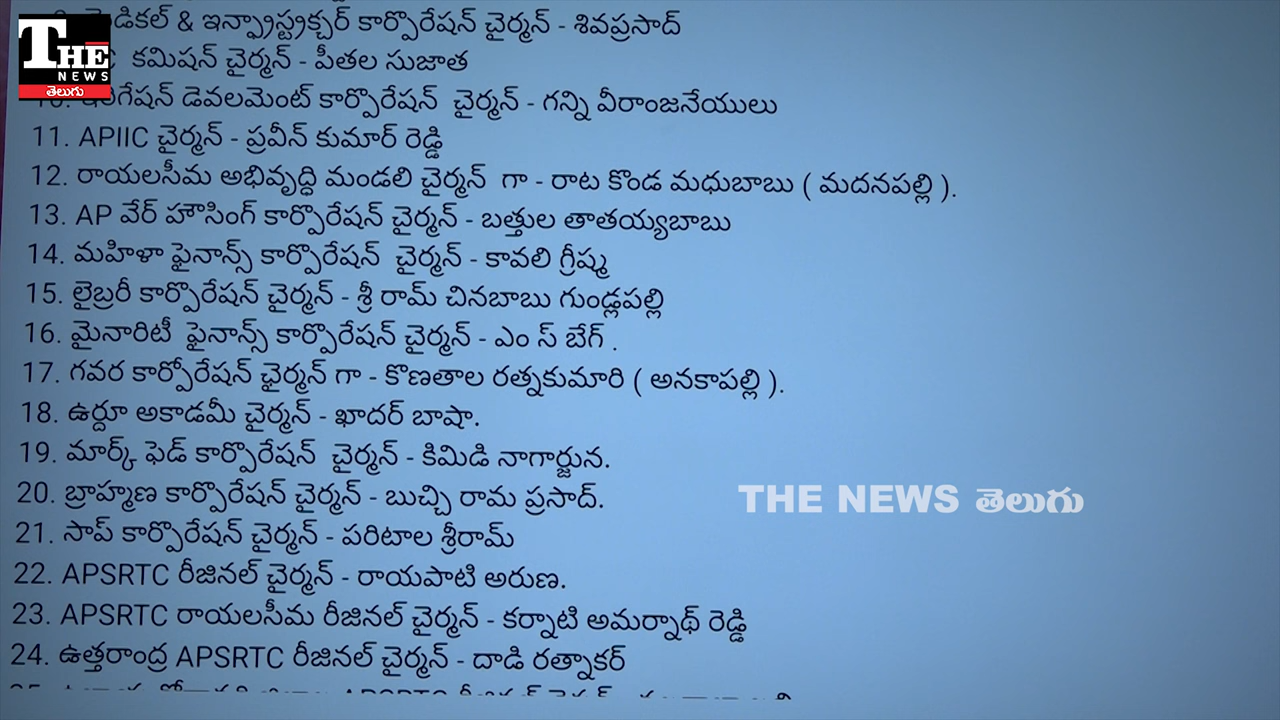 THE
NEWS
తెలుగు
& ఇన్ఫ్రాస్ట్రక్చర్ కార్పొరేషన్ చైర్మన్ - శివప్రసాద్
కమిషన్ చైర్మన్ - పీతల సుజాత
డెవలమెంట్ కార్పొరేషన్ చైర్మన్ - గన్ని వీరాంజనేయులు
11. APIIC చైర్మన్ - ప్రవీన్ కుమార్ రెడ్డి
12. రాయలసీమ అభివృద్ధి మండలి చైర్మన్ గా - రాట కొండ మధుబాబు ( మదనపల్లి ).
13. AP వేర్ హౌసింగ్ కార్పొరేషన్ చైర్మన్ - బత్తుల తాతయ్యబాబు
14. మహిళా ఫైనాన్స్ కార్పొరేషన్ చైర్మన్ - కావలి గ్రీష్మ
15. లైబ్రరీ కార్పొరేషన్ చైర్మన్ - శ్రీ రామ్ చినబాబు గుండ్లపల్లి
16. మైనారిటీ ఫైనాన్స్ కార్పొరేషన్ చైర్మన్ - ఎం స్ బేగ్ .
17. గవర కార్పోరేషన్ ఛైర్మన్ గా - కొణతాల రత్నకుమారి ( అనకాపల్లి ).
18. ఉర్దూ అకాడమీ చైర్మన్ - ఖాదర్ బాషా.
19. మార్క్ ఫెడ్ కార్పొరేషన్ చైర్మన్ - కిమిడి నాగార్జున.
20. బ్రాహ్మణ కార్పొరేషన్ చైర్మన్ - బుచ్చి రామ ప్రసాద్.
THE NEWS తెలుగు
21. సాప్ కార్పొరేషన్ చైర్మన్ - పరిటాల శ్రీరామ్
22. APSRTC రీజినల్ చైర్మన్ - రాయపాటి అరుణ.
23. APSRTC రాయలసీమ రీజినల్ చైర్మన్ - కర్నాటి అమర్నాథ్ రెడ్డి
24. ఉత్తరాంధ్ర APSRTC రీజినల్ చైర్మన్ - దాడి రత్నాకర్